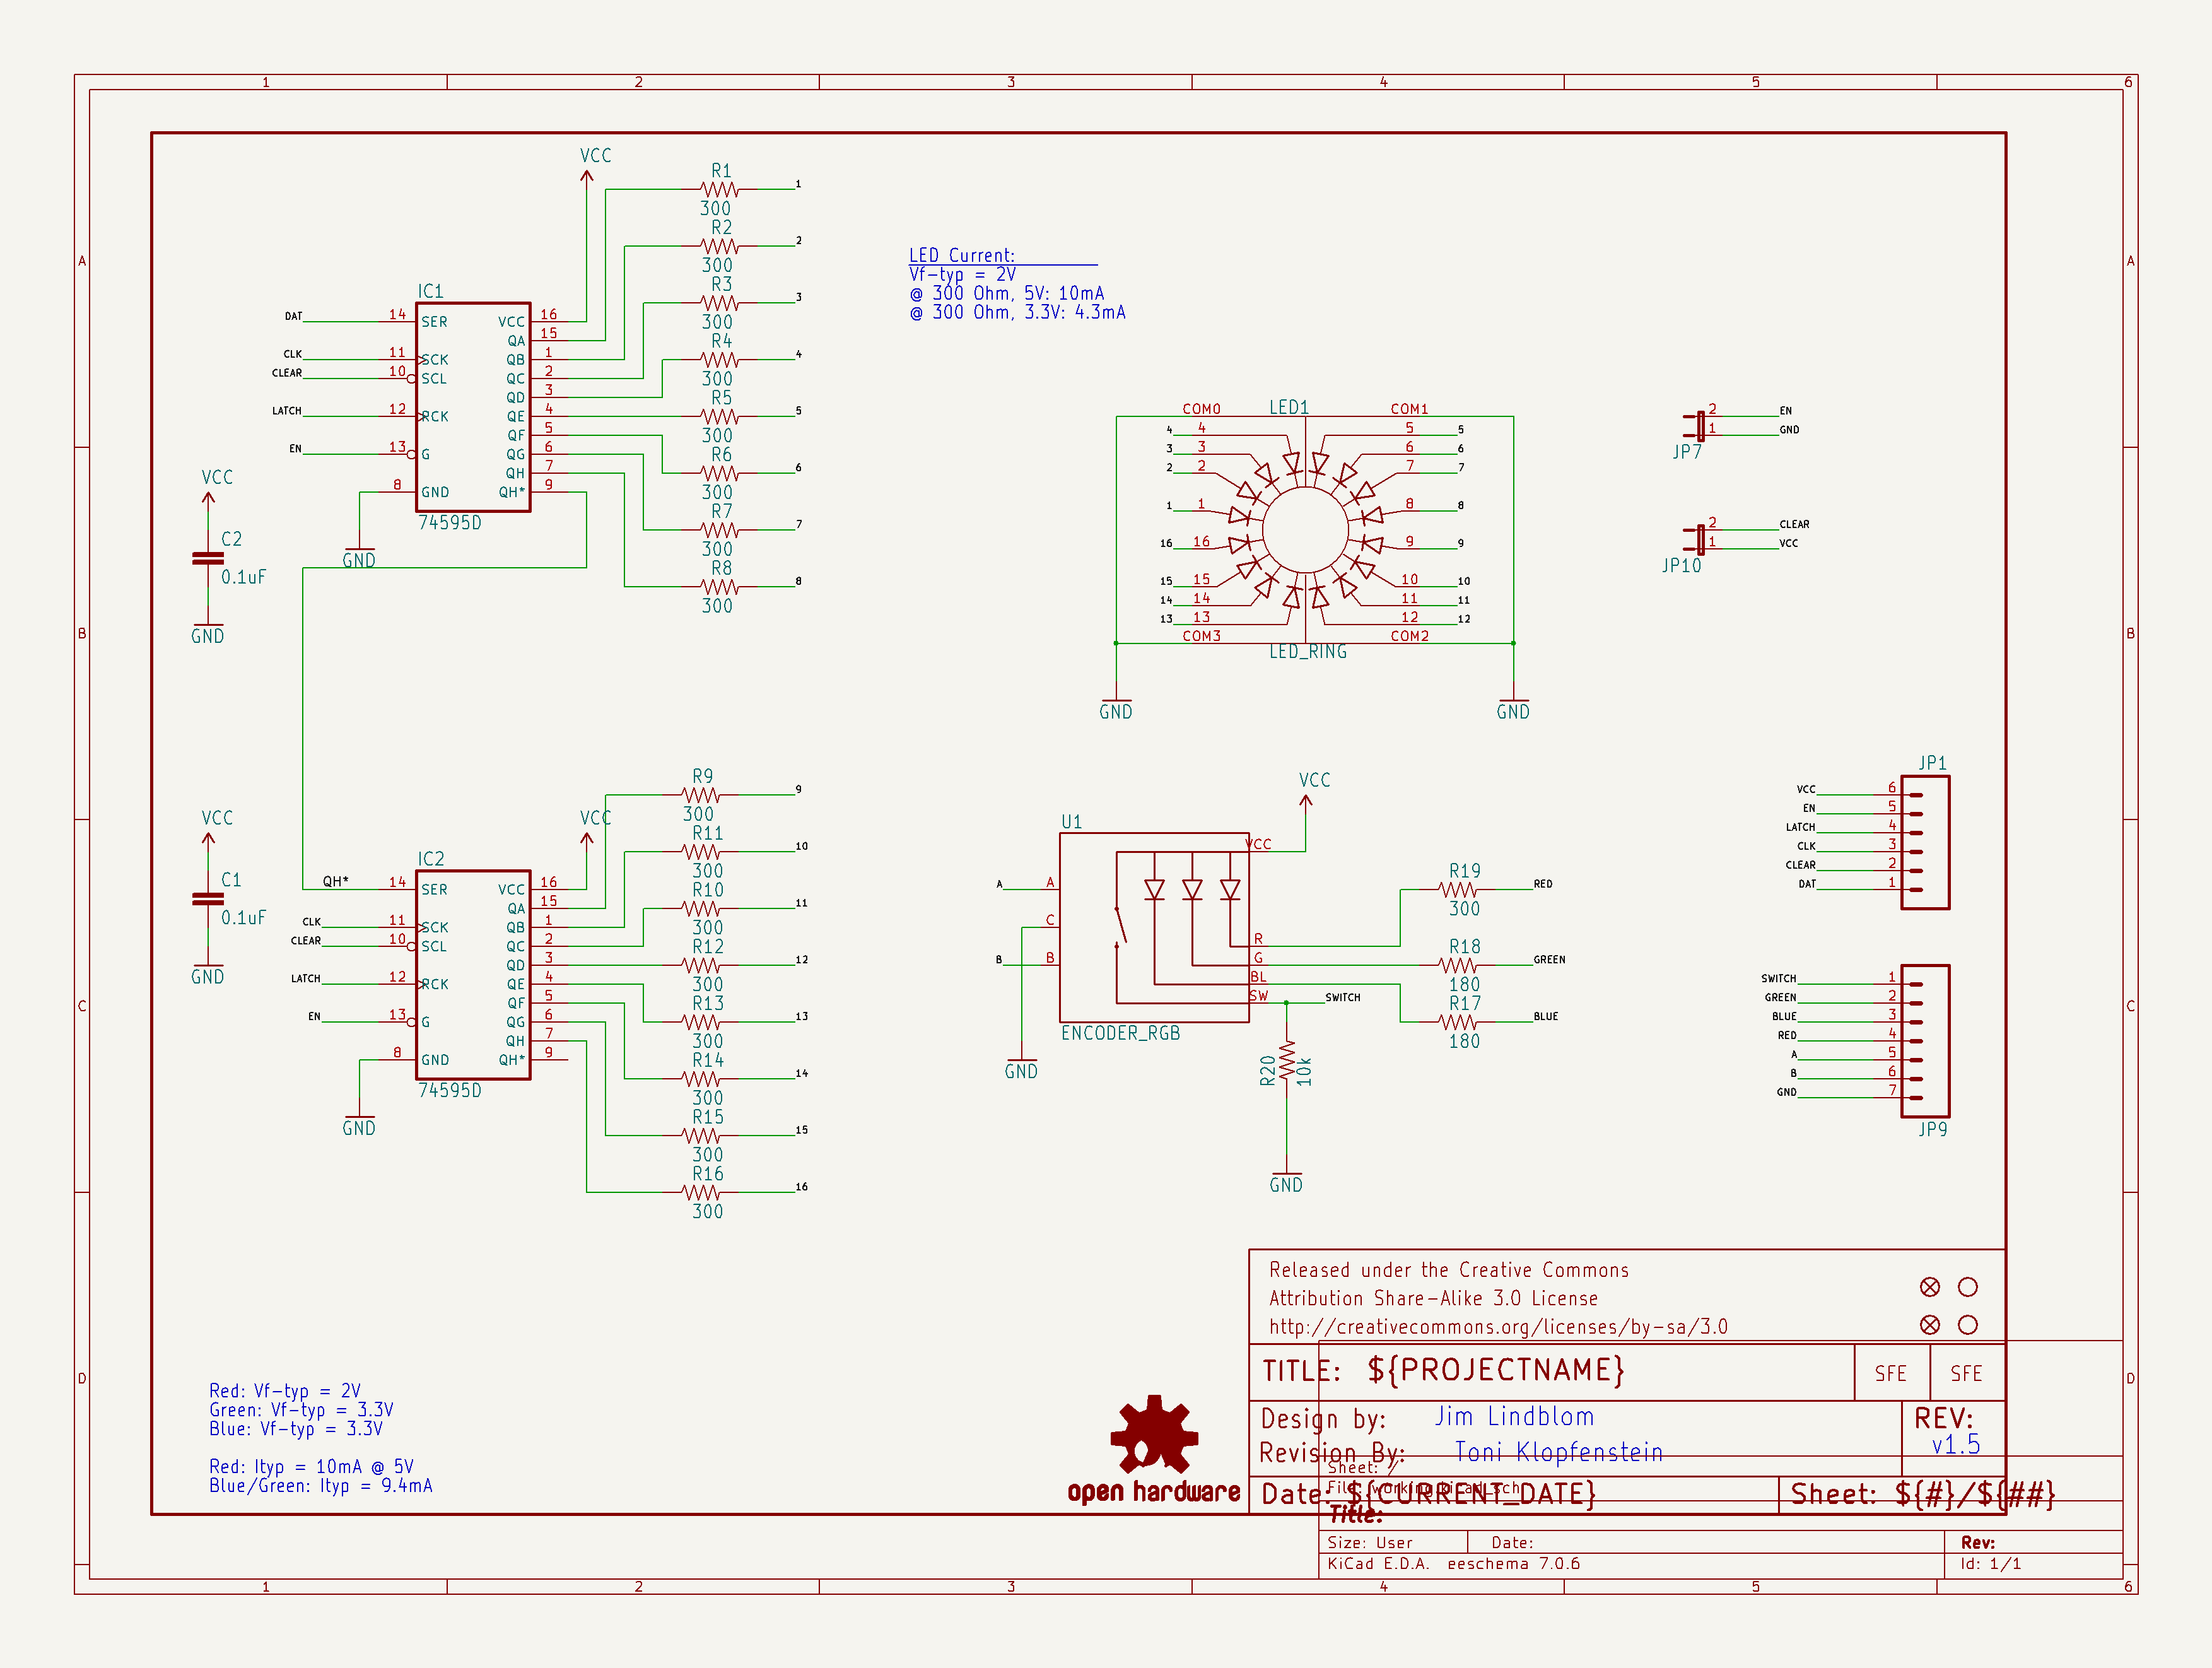 1 2 3 4 5 6
A
B
C
D
A
B
C
D
VCC
IC1
DAT 14 SER
CLK 11 SCK
CLEAR 10 SCL
LATCH 12 RCK
EN 13 G
8 GND
GND
VCC 16
QA 15
QB 1
QC 2
QD 3
QE 4
QF 5
QG 6
QH 7
QH* 9
74595D
R1 300 1
R2 300 2
R3 300 3
R4 300 4
R5 300 5
R6 300 6
R7 300 7
R8 300 8
VCC
C2
0.1uF
GND
LED Current:
Vf-typ = 2V
@ 300 Ohm, 5V: 10mA
@ 300 Ohm, 3.3V: 4.3mA
COM0 LED1 COM1
4 4 5 5
3 3 6 6
2 2 7 7
1 1 8 8
16 16 9 9
15 15 10 10
14 14 11 11
13 13 12 12
COM3 COM2
LED_RING
GND GND
2 EN
1 GND
JP7
2 CLEAR
1 VCC
JP10
VCC
C1
0.1uF
GND
VCC
IC2
QH* 14 SER
CLK 11 SCK
CLEAR 10 SCL
LATCH 12 RCK
EN 13 G
8 GND
GND
VCC 16
QA 15
QB 1
QC 2
QD 3
QE 4
QF 5
QG 6
QH 7
QH* 9
74595D
R9 300 9
R11 300 10
R10 300 11
R12 300 12
R13 300 13
R14 300 14
R15 300 15
R16 300 16
VCC
U1
VCC
A A
C
B B
R
G
BL
SW SWITCH
ENCODER_RGB
GND
R19 300 RED
R18 180 GREEN
R17 180 BLUE
R20 10k
GND
JP1
VCC 6
EN 5
LATCH 4
CLK 3
CLEAR 2
DAT 1
SWITCH 1
GREEN 2
BLUE 3
RED 4
A 5
B 6
GND 7
JP9
Red: Vf-typ = 2V
Green: Vf-typ = 3.3V
Blue: Vf-typ = 3.3V
Red: Ityp = 10mA @ 5V
Blue/Green: Ityp = 9.4mA
open hardware
Released under the Creative Commons
Attribution Share-Alike 3.0 License
http://creativecommons.org/licenses/by-sa/3.0
TITLE: ${PROJECTNAME} SFE SFE
Design by: Jim Lindblom REV:
Revision By: Toni Klopfenstein v1.5
Sheet: /
File: working.kicad_sch
Date: ${CURRENT_DATE} Sheet: ${#}/${##}
Title:
Size: User Date: Rev:
KiCad E.D.A. eeschema 7.0.6 Id: 1/1
1 2 3 4 5 6